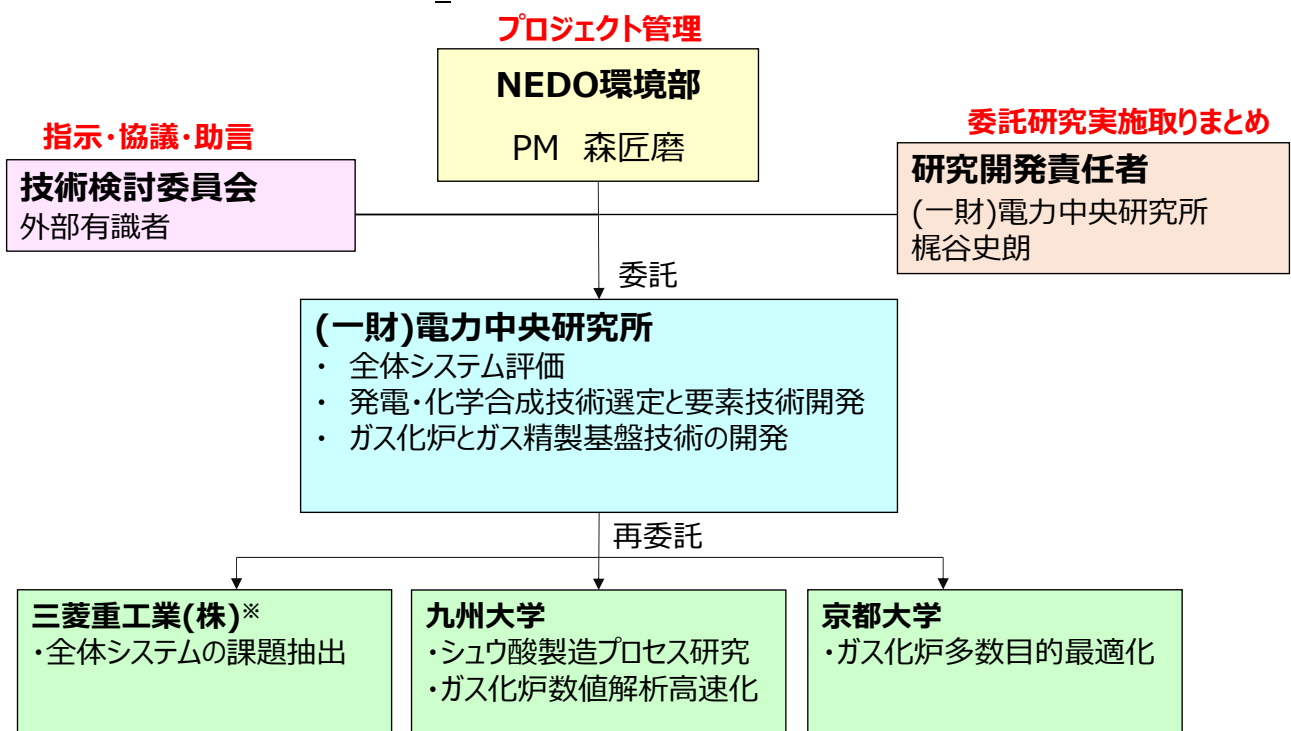 プロジェクト管理
NEDO環境部
PM 森匠磨
指示・協議・助言
技術検討委員会
外部有識者
委託研究実施取りまとめ
研究開発責任者
(一財)電力中央研究所
梶谷史朗
委託
(一財)電力中央研究所
・ 全体システム評価
・ 発電・化学合成技術選定と要素技術開発
・ ガス化炉とガス精製基盤技術の開発
再委託
三菱重工業(株)※
・全体システムの課題抽出
九州大学
・シュウ酸製造プロセス研究
・ガス化炉数値解析高速化
京都大学
・ガス化炉多数目的最適化